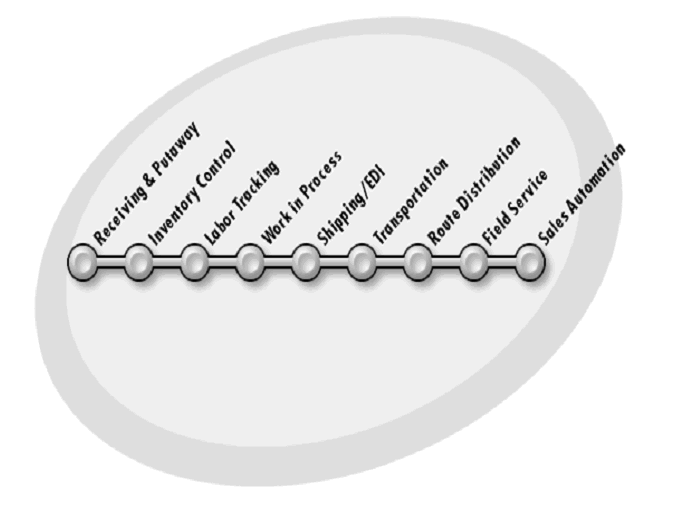 Receiving & Putaway
Inventory Control
Labor Tracking
Work in Process
Shipping/EDI
Transportation
Route Distribution
Field Service
Sales Automation